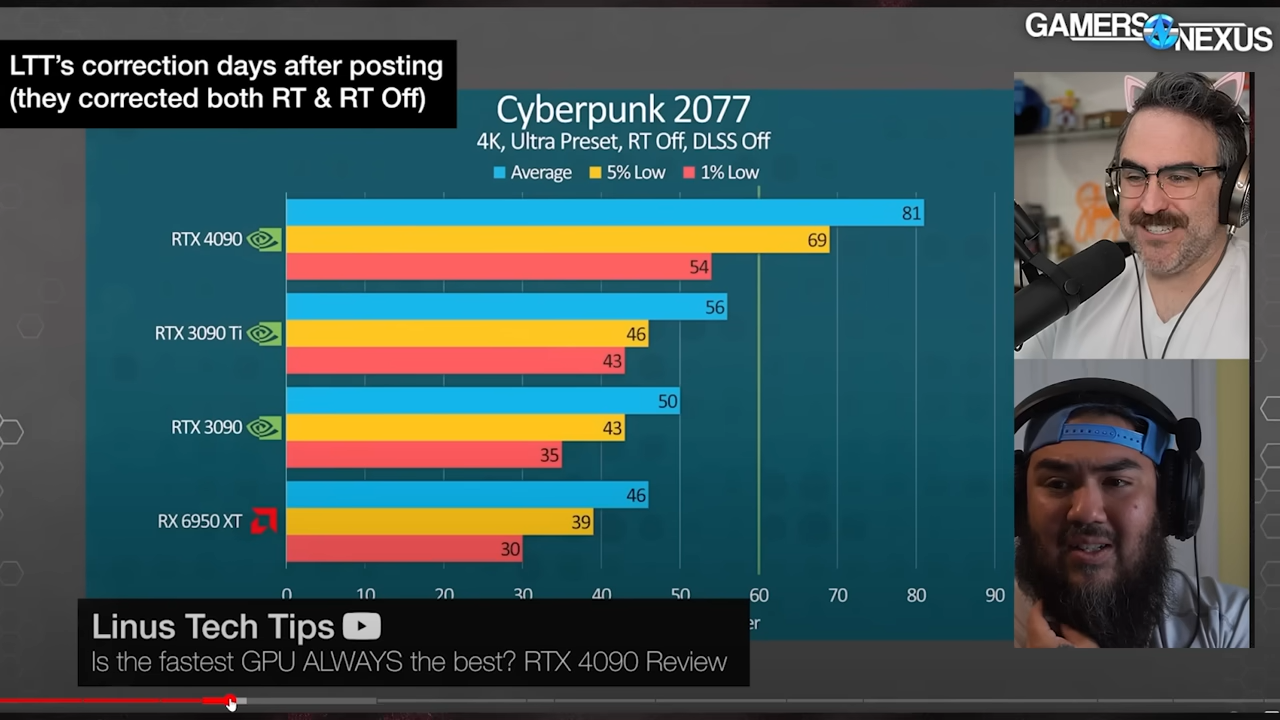 GAMERS NEXUS
LTT's correction days after posting
(they corrected both RT & RT Off)
Cyberpunk 2077
4K, Ultra Preset, RT Off, DLSS Off
Average 5% Low 1% Low
81
RTX 4090 69
54
56
RTX 3090 Ti 46
43
50
RTX 3090 43
35
46
RX 6950 XT 39
30
0 10 20 30 40 50 60 70 80 90
Linus Tech Tips
Is the fastest GPU ALWAYS the best? RTX 4090 Review